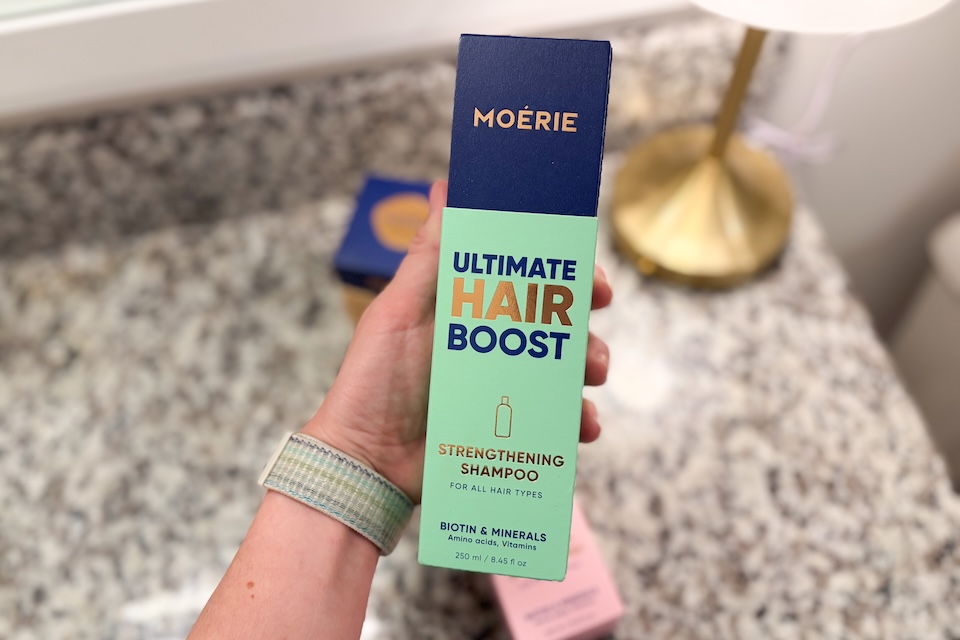 MOÉRIE
ULTIMATE
HAIR
BOOST
STRENGTHENING
SHAMPOO
FOR ALL HAIR TYPES
BIOTIN & MINERALS
Amino acids, Vitamins
250 ml / 8.45 fl oz